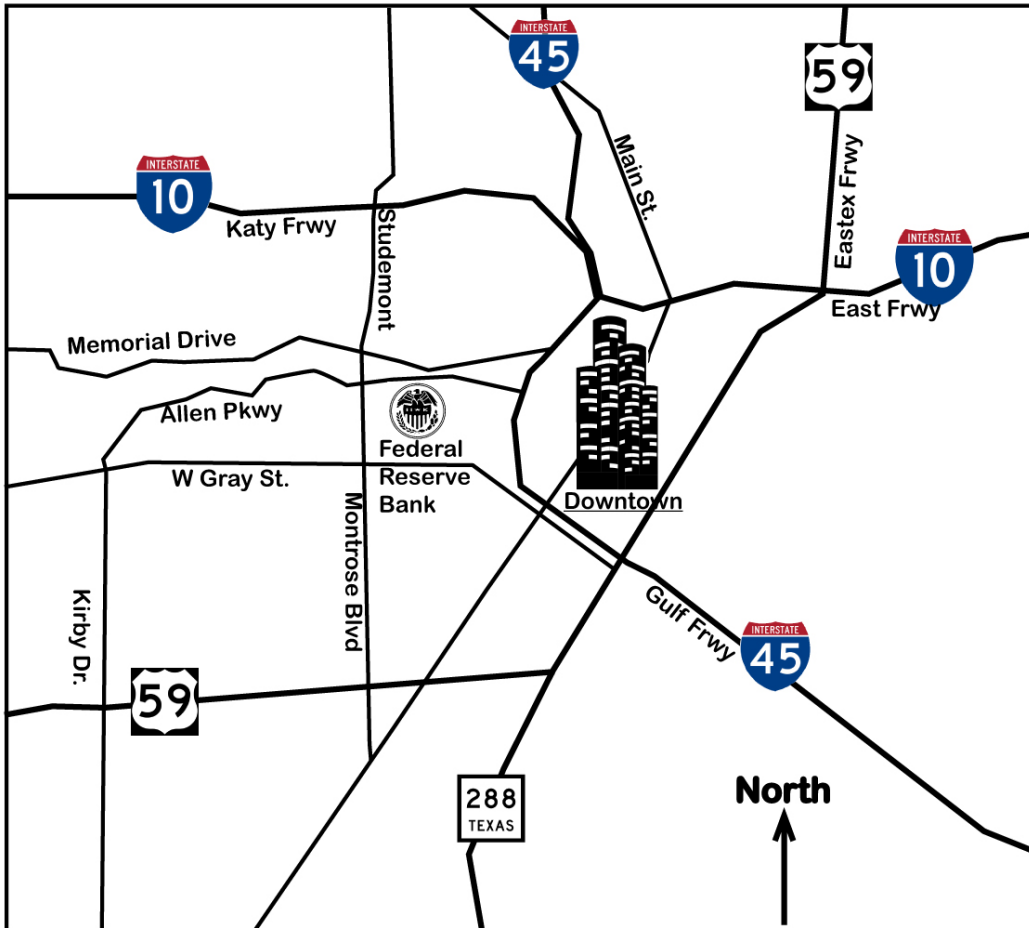 INTERSTATE
45
59
Main St.
Eastex Frwy
INTERSTATE
10
Katy Frwy
Studemont
INTERSTATE
10
East Frwy
Memorial Drive
Allen Pkwy
Federal
Reserve
Bank
W Gray St.
Downtown
Montrose Blvd
Kirby Dr.
Gulf Frwy
INTERSTATE
45
59
288
TEXAS
North